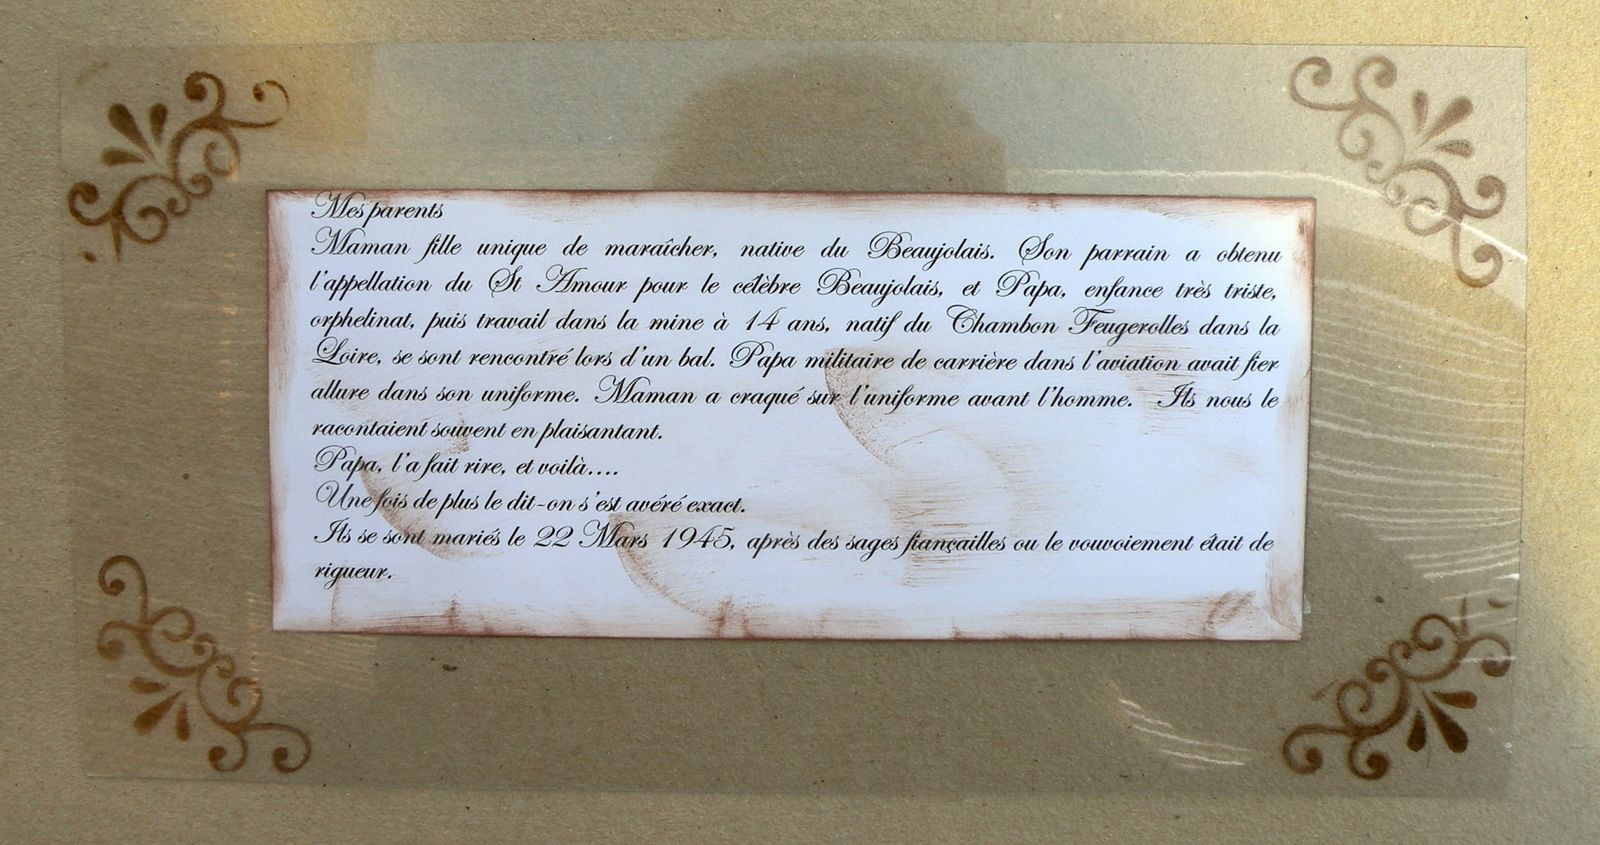 Mes parents
Maman fille unique de maraîcher, native du Beaujolais. Son parrain a obtenu
l'appellation du St Amour pour le célèbre Beaujolais, et Papa, enfance très triste,
orphelinat, puis travail dans la mine à 14 ans, natif du Chambon Feugerolles dans la
Loire, se sont rencontré lors d'un bal. Papa militaire de carrière dans l'aviation avait fier
allure dans son uniforme. Maman a craqué sur l'uniforme avant l'homme. Ils nous le
racontaient souvent en plaisantant.
Papa, l'a fait rire, et voilà....
Une fois de plus le dit-on s'est avéré exact.
Ils se sont mariés le 22 Mars 1945, après des sages fiançailles ou le vouvoiement était de
rigueur.